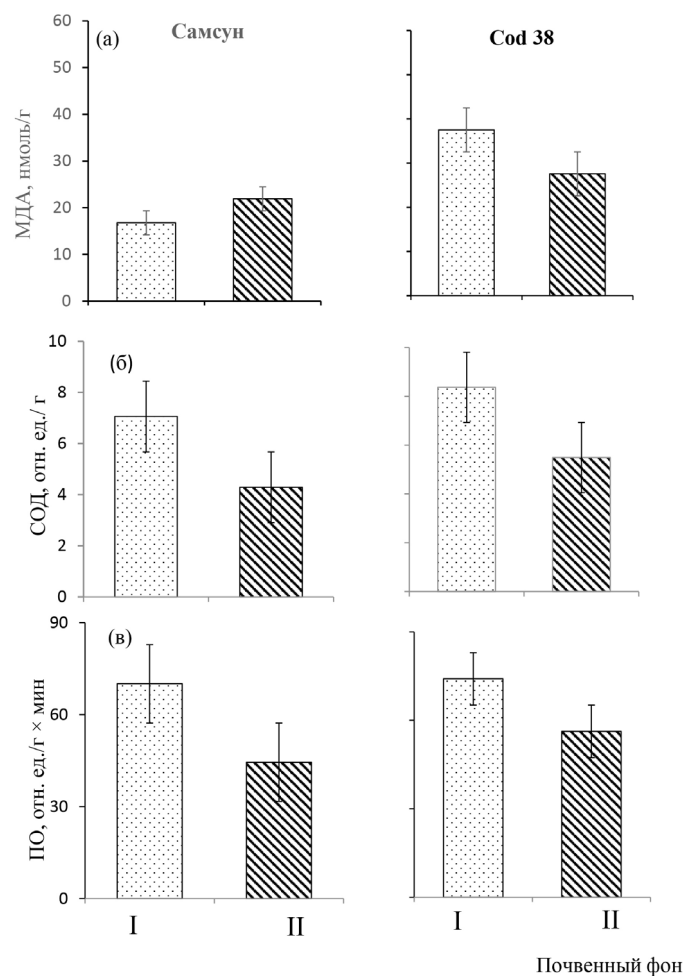 (а) Самсун
Cod 38
МДА, нмоль/г
60
50
40
30
20
10
0
(б)
СОД, отн. ед./ г
10
8
6
4
2
0
(в)
ПО, отн. ед./г × мин
90
60
30
0
I II
I II
Почвенный фон